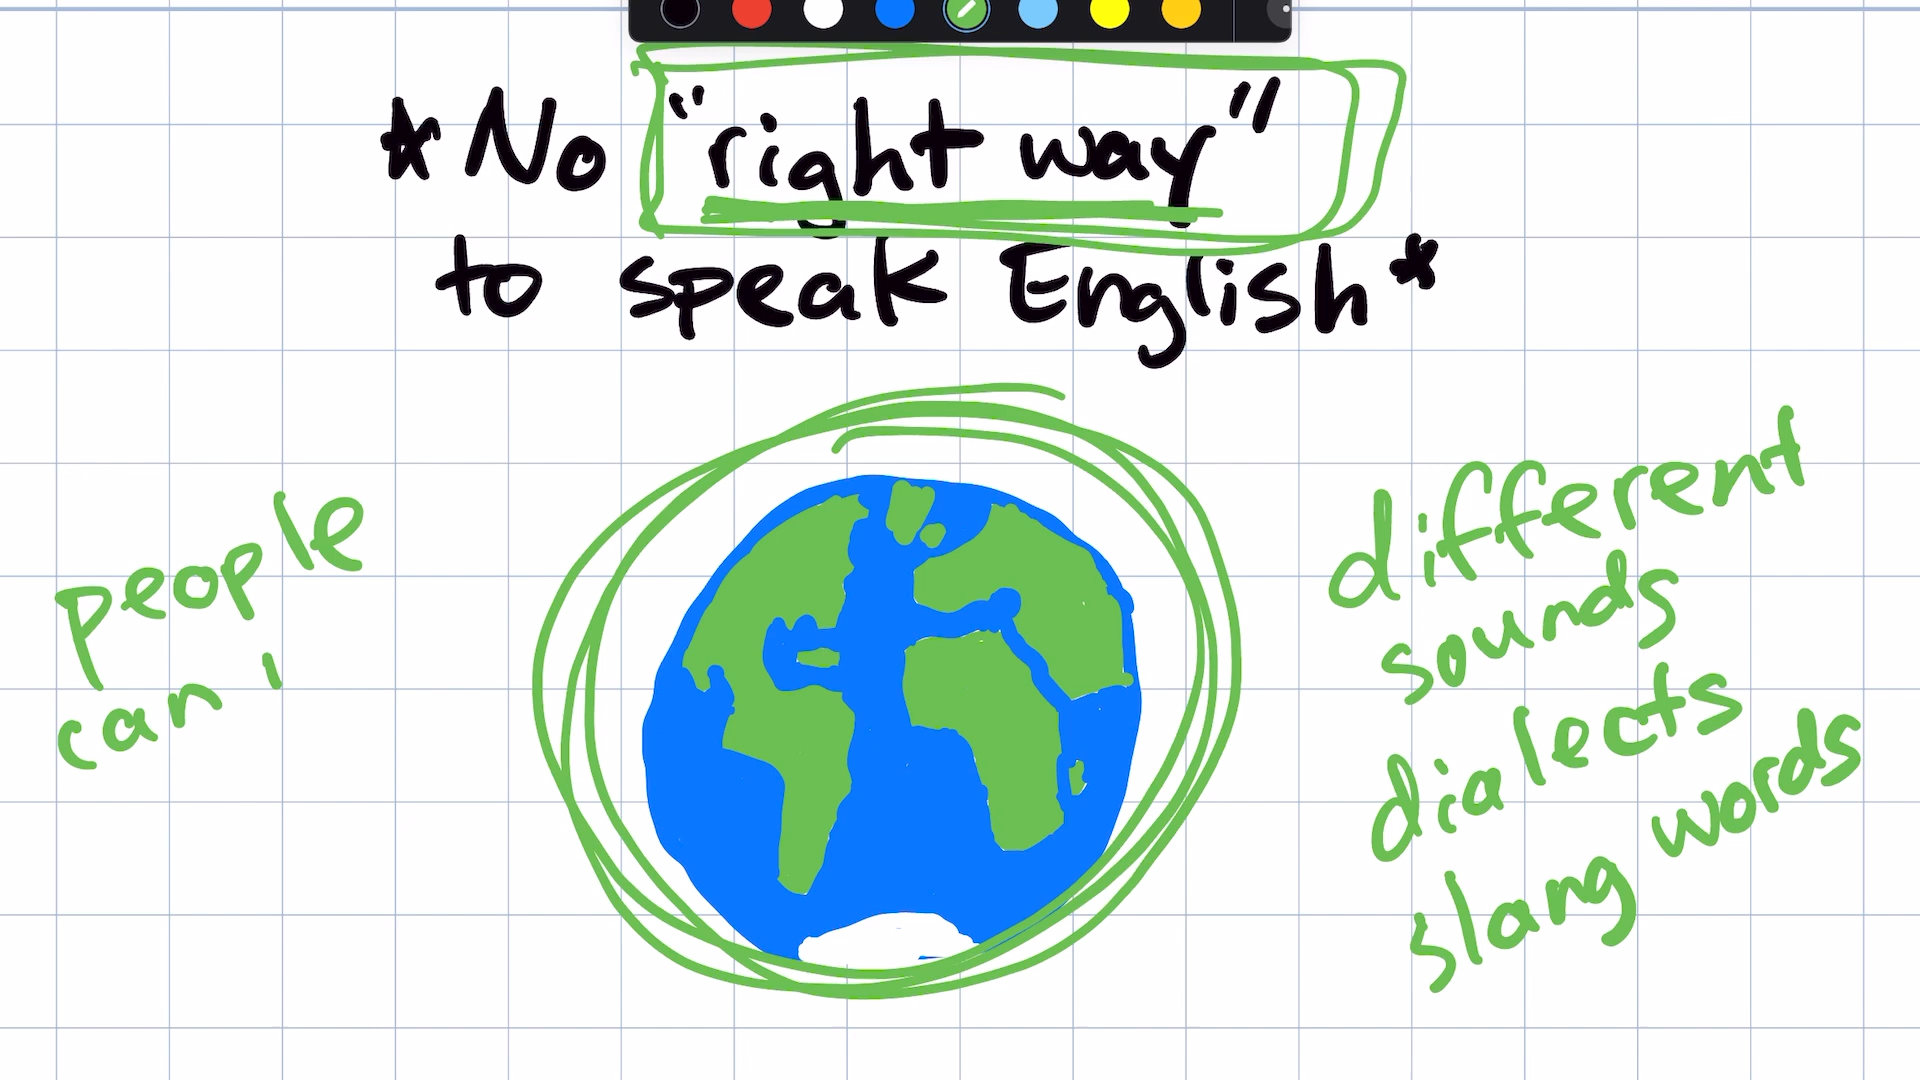 *No "right way"
to speak English*
people
can
different
sounds
dialects
slang words